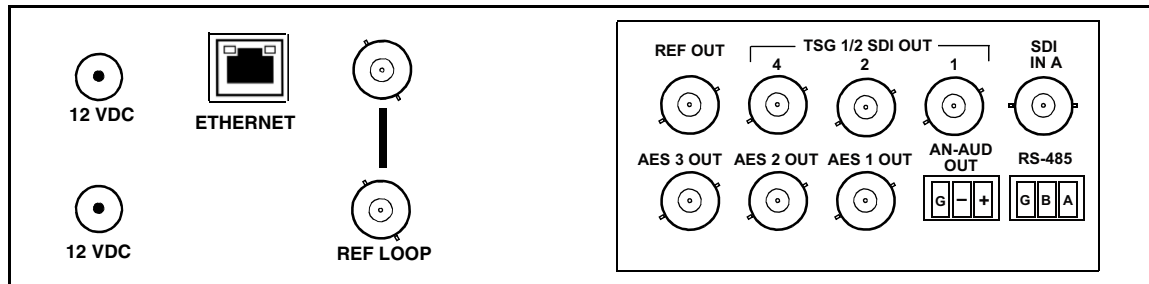 12 VDC
ETHERNET
12 VDC
REF LOOP
REF OUT
TSG 1/2 SDI OUT
4 2 1
SDI
IN A
AES 3 OUT
AES 2 OUT
AES 1 OUT
AN-AUD
OUT
G − +
RS-485
G B A